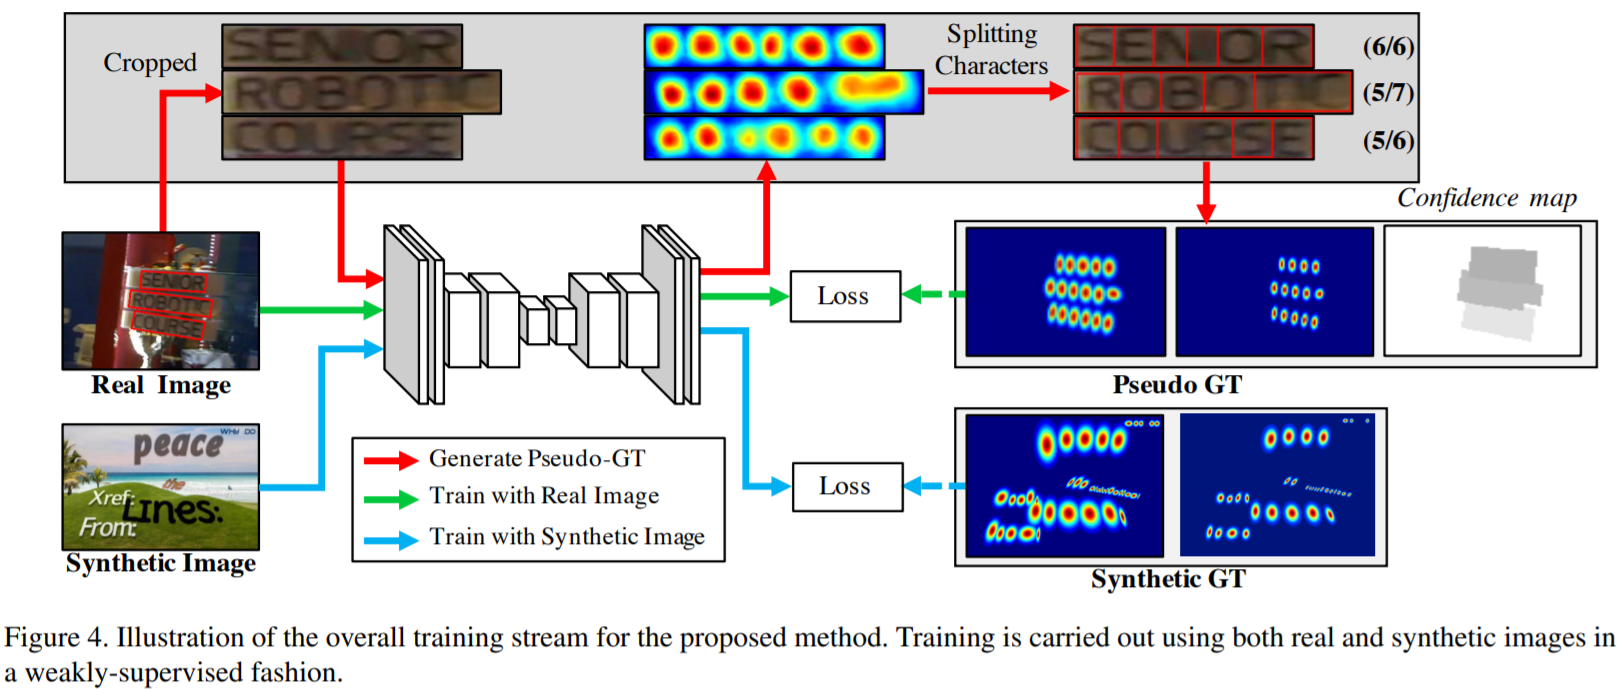 Cropped
SENIOR
ROBOTIC
COURSE
Splitting
Characters
SENIOR
ROBOTIC
COURSE
(6/6)
(5/7)
(5/6)
Confidence map
SENIOR
ROBOTIC
COURSE
Real Image
Loss
Pseudo GT
peace
WHY DO
the
Xref:
LINES:
From:
Synthetic Image
Generate Pseudo-GT
Train with Real Image
Train with Synthetic Image
Loss
Synthetic GT
Figure 4. Illustration of the overall training stream for the proposed method. Training is carried out using both real and synthetic images in
a weakly-supervised fashion.